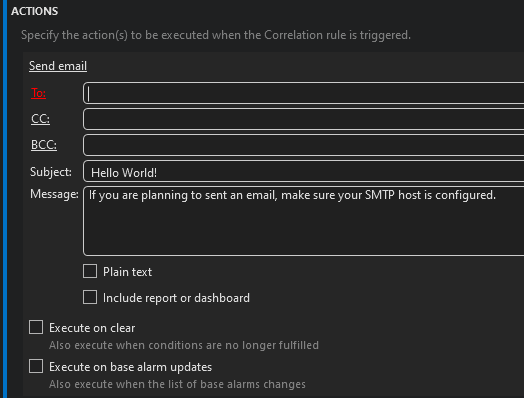 ACTIONS
Specify the action(s) to be executed when the Correlation rule is triggered.
Send email
To:
CC:
BCC:
Subject: Hello World!
Message: If you are planning to sent an email, make sure your SMTP host is configured.
Plain text
Include report or dashboard
Execute on clear
Also execute when conditions are no longer fulfilled
Execute on base alarm updates
Also execute when the list of base alarms changes